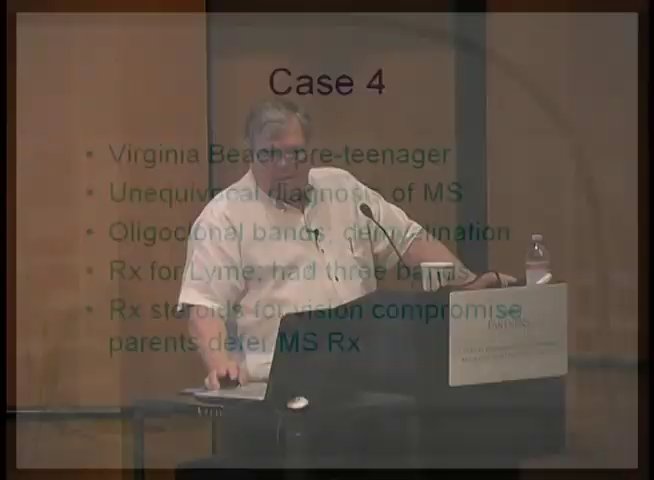 Case 4
• Virginia Beach pre-teenager
• Unequivocal diagnosis of MS
• Oligoclonal bands; demyelination
• Rx for Lyme; had three bands
• Rx steroids for vision compromise
parents defer MS Rx